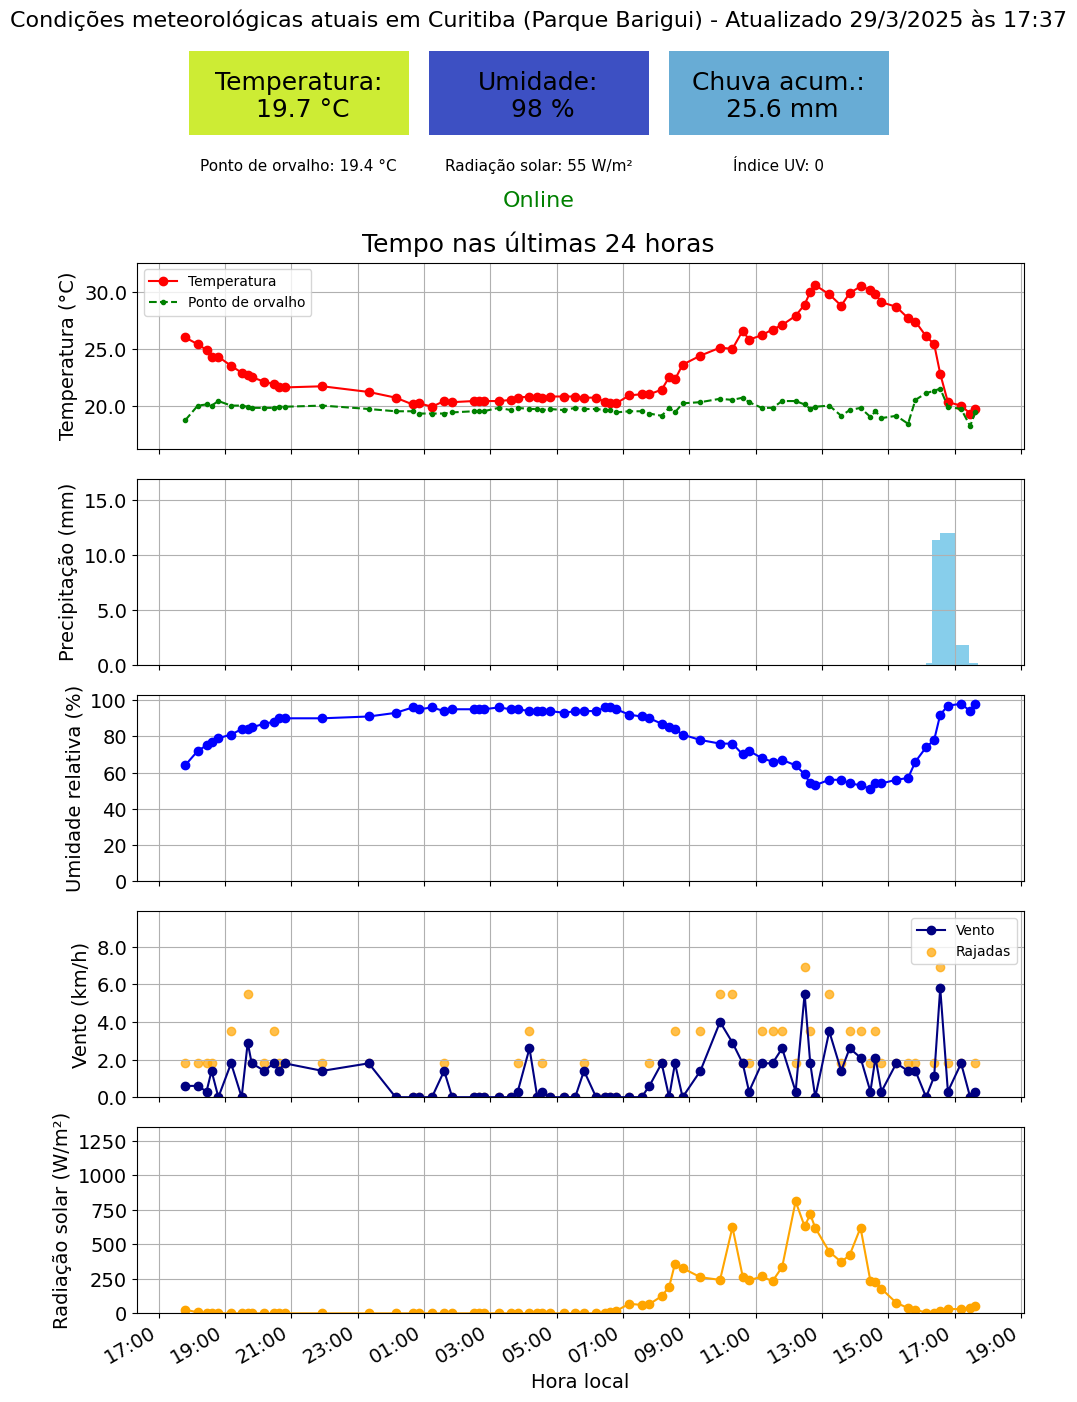 Condições meteorológicas atuais em Curitiba (Parque Barigui) - Atualizado 29/3/2025 às 17:37
Temperatura:
19.7 °C
Umidade:
98 %
Chuva acum.:
25.6 mm
Ponto de orvalho: 19.4 °C
Radiação solar: 55 W/m²
Índice UV: 0
Online
Tempo nas últimas 24 horas
Temperatura (°C)
30.0
25.0
20.0
Temperatura
Ponto de orvalho
Precipitação (mm)
15.0
10.0
5.0
0.0
Umidade relativa (%)
100
80
60
40
20
0
Vento (km/h)
8.0
6.0
4.0
2.0
0.0
Vento
Rajadas
Radiação solar (W/m²)
1250
1000
750
500
250
0
17:00
19:00
21:00
23:00
01:00
03:00
05:00
07:00
09:00
11:00
13:00
15:00
17:00
19:00
Hora local